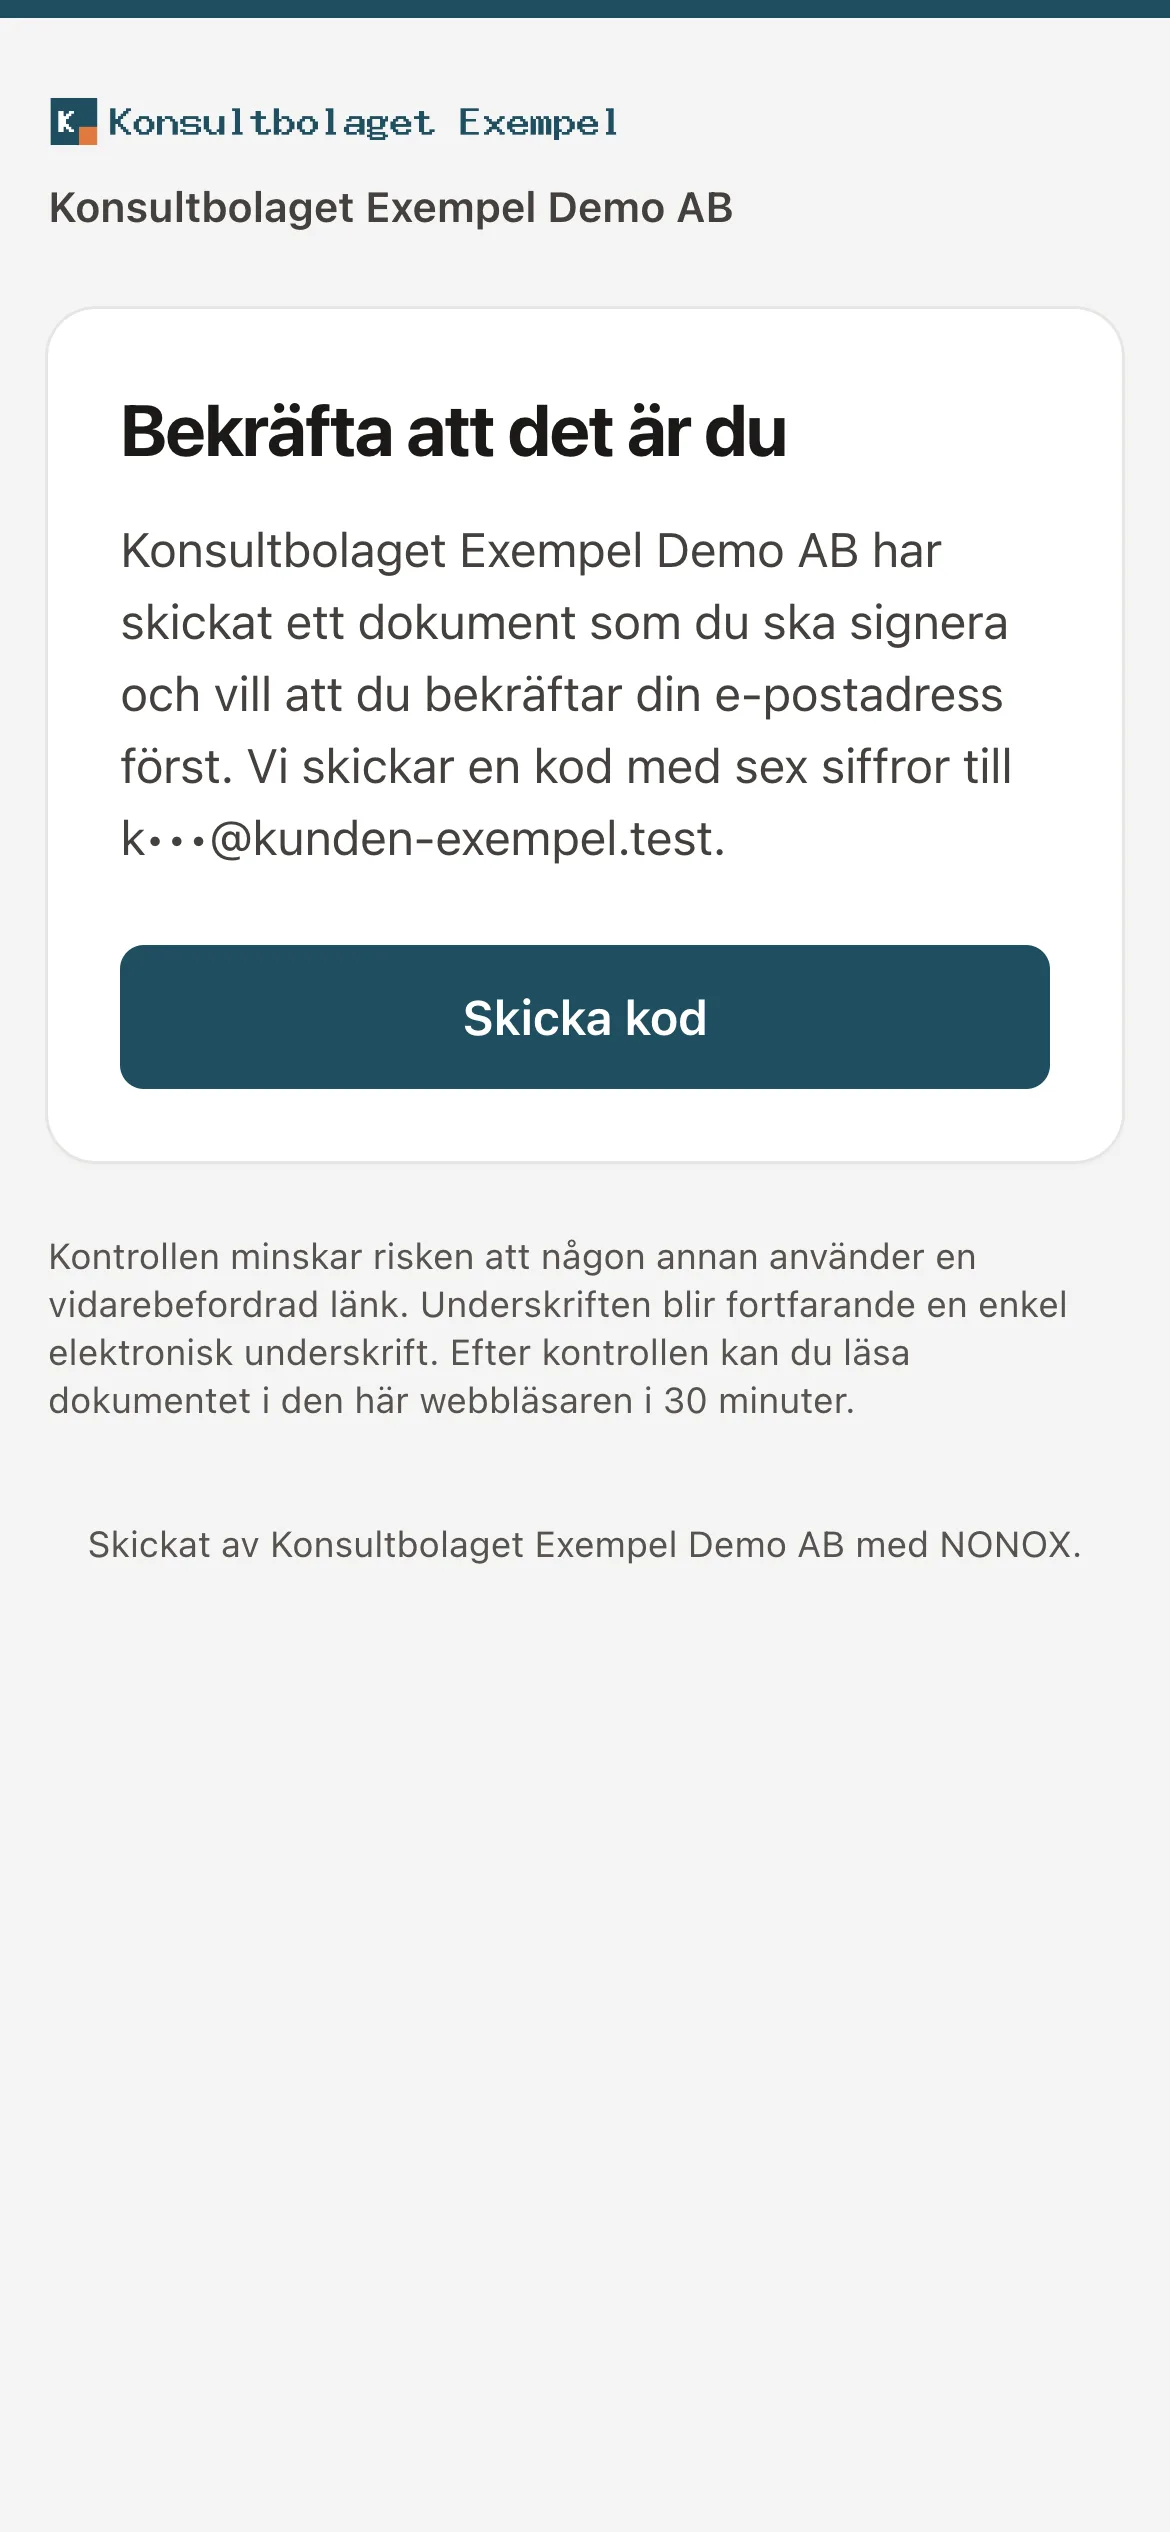 K Konsultbolaget Exempel
Konsultbolaget Exempel Demo AB
Bekräfta att det är du
Konsultbolaget Exempel Demo AB har
skickat ett dokument som du ska signera
och vill att du bekräftar din e-postadress
först. Vi skickar en kod med sex siffror till
k•••@kunden-exempel.test.
Skicka kod
Kontrollen minskar risken att någon annan använder en
vidarebefordrad länk. Underskriften blir fortfarande en enkel
elektronisk underskrift. Efter kontrollen kan du läsa
dokumentet i den här webbläsaren i 30 minuter.
Skickat av Konsultbolaget Exempel Demo AB med NONOX.